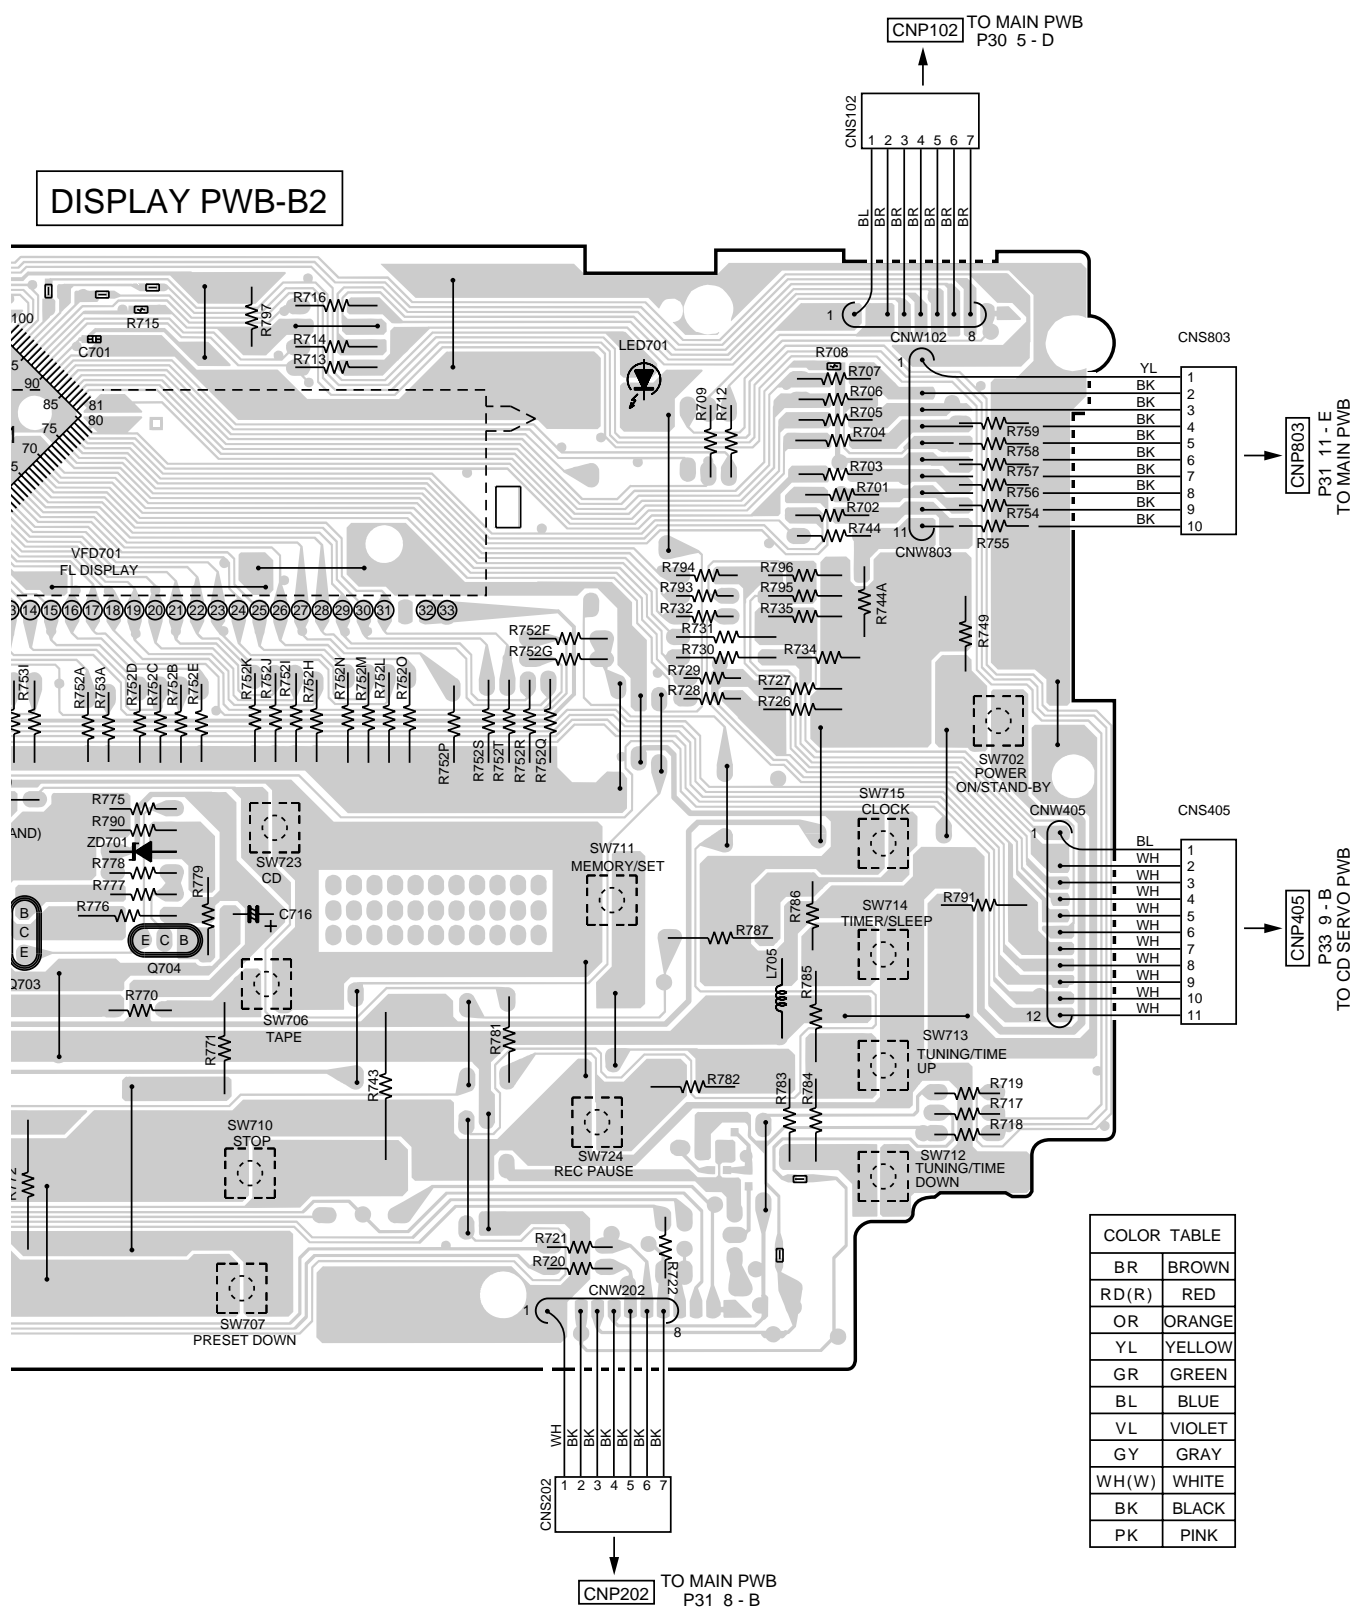 CNP102
TO MAIN PWB
P30 5 - D
CNS102
1 2 3 4 5 6 7
BL BR BR BR BR BR BR
DISPLAY PWB-B2
100
R715
C701
R797
R716
R714
R713
LED701
1
CNW102
8
CNS803
95
90
85
81
80
75
70
R709
R712
R708
R707
R706
R705
R704
R703
R701
R702
R744
1
11
CNW803
R759
R758
R757
R756
R754
R755
YL 1
BK 2
BK 3
BK 4
BK 5
BK 6
BK 7
BK 8
BK 9
BK 10
CNP803
P31 11 - E
TO MAIN PWB
VFD701
FL DISPLAY
14 15 16 17 18 19 20 21 22 23 24 25 26 27 28 29 30 31 32 33
R794
R793
R732
R731
R730
R729
R728
R796
R795
R735
R734
R727
R726
R744A
R749
R752F
R752G
R753I
R752A
R753A
R752D
R752C
R752B
R752E
R752K
R752J
R752I
R752H
R752N
R752M
R752L
R752O
R752P
R752S
R752T
R752R
R752Q
SW702
POWER
ON/STAND-BY
AND)
R775
R790
ZD701
R778
R777
R776
R779
SW723
CD
C716
+
B
C
E
Q703
E C B
Q704
SW711
MEMORY/SET
SW715
CLOCK
CNW405
1
12
CNS405
BL 1
WH 2
WH 3
WH 4
WH 5
WH 6
WH 7
WH 8
WH 9
WH 10
WH 11
CNP405
P33 9 - B
TO CD SERVO PWB
R786
SW714
TIMER/SLEEP
R791
R787
L705
R785
R770
SW706
TAPE
R771
R743
R781
SW713
TUNING/TIME
UP
R782
R783
R784
R719
R717
R718
SW710
STOP
R772
SW724
REC PAUSE
SW712
TUNING/TIME
DOWN
R721
R720
R722
CNW202
1
8
SW707
PRESET DOWN
WH BK BK BK BK BK BK
CNS202
1 2 3 4 5 6 7
CNP202
TO MAIN PWB
P31 8 - B
COLOR TABLE
BR BROWN
RD(R) RED
OR ORANGE
YL YELLOW
GR GREEN
BL BLUE
VL VIOLET
GY GRAY
WH(W) WHITE
BK BLACK
PK PINK